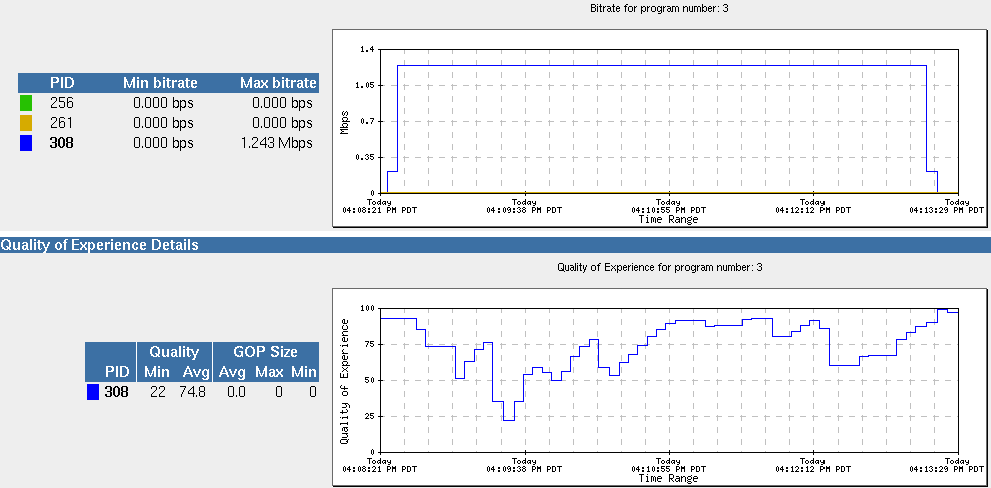 Bitrate for program number: 3
PID Min bitrate Max bitrate
256 0.000 bps 0.000 bps
261 0.000 bps 0.000 bps
308 0.000 bps 1.243 Mbps
1.4
1.05
0.7
0.35
0
Mbps
Today Today Today Today Today
04:08:21 PM PDT 04:09:38 PM PDT 04:10:55 PM PDT 04:12:12 PM PDT 04:13:29 PM PDT
Time Range
Quality of Experience Details
Quality of Experience for program number: 3
Quality GOP Size
PID Min Avg Avg Max Min
308 22 74.8 0.0 0 0
100
75
50
25
0
Quality of Experience
Today Today Today Today Today
04:08:21 PM PDT 04:09:38 PM PDT 04:10:55 PM PDT 04:12:12 PM PDT 04:13:29 PM PDT
Time Range